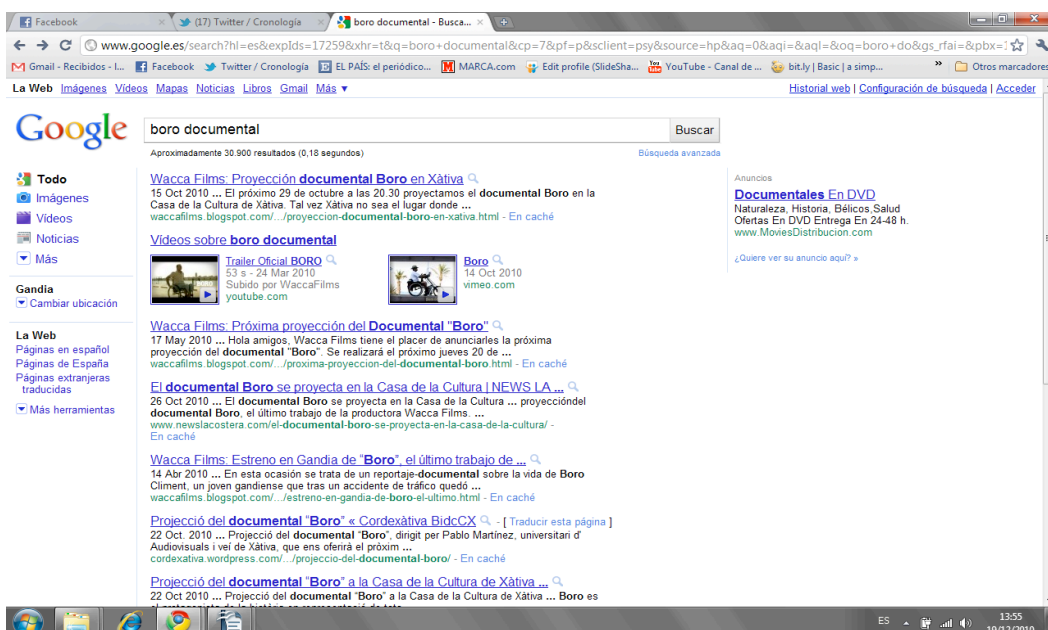 Facebook
(17) Twitter / Cronología
boro documental - Busca...
www.google.es/search?hl=es&expIds=17259&xhr=t&q=boro+documental&cp=7&pf=p&sclient=psy&source=hp&aq=0&aqi=&aql=&oq=boro+do&gs_rfai=&pbx=1
Gmail - Recibidos - l...
Facebook
Twitter / Cronología
EL PAÍS: el periódico...
MARCA.com
Edit profile (SlideSha...
YouTube - Canal de ...
bit.ly | Basic | a simp...
»
Otros marcadores
La Web Imágenes Vídeos Mapas Noticias Libros Gmail Más ▼
Historial web | Configuración de búsqueda | Acceder
Google
boro documental
Buscar
Aproximadamente 30.900 resultados (0,18 segundos)
Búsqueda avanzada
Todo
Imágenes
Vídeos
Noticias
Más
Gandia
Cambiar ubicación
La Web
Páginas en español
Páginas de España
Páginas extranjeras
traducidas
Más herramientas
Wacca Films: Proyección documental Boro en Xàtiva
15 Oct 2010 ... El próximo 29 de octubre a las 20.30 proyectamos el documental Boro en la
Casa de la Cultura de Xàtiva. Tal vez Xàtiva no sea el lugar donde ...
waccafilms.blogspot.com/.../proyeccion-documental-boro-en-xativa.html - En caché
Vídeos sobre boro documental
Trailer Oficial BORO
53 s - 24 Mar 2010
Subido por WaccaFilms
youtube.com
Boro
14 Oct 2010
vimeo.com
Wacca Films: Próxima proyección del Documental "Boro"
17 May 2010 ... Hola amigos, Wacca Films tiene el placer de anunciarles la próxima
proyección del documental "Boro". Se realizará el próximo jueves 20 de ...
waccafilms.blogspot.com/.../proxima-proyeccion-del-documental-boro.html - En caché
El documental Boro se proyecta en la Casa de la Cultura | NEWS LA ...
26 Oct 2010 ... El documental Boro se proyecta en la Casa de la Cultura ... proyeccióndel
documental Boro, el último trabajo de la productora Wacca Films. ...
www.newslacostera.com/el-documental-boro-se-proyecta-en-la-casa-de-la-cultura/ -
En caché
Wacca Films: Estreno en Gandia de "Boro", el último trabajo de ...
14 Abr 2010 ... En esta ocasión se trata de un reportaje-documental sobre la vida de Boro
Climent, un joven gandiense que tras un accidente de tráfico quedó ...
waccafilms.blogspot.com/.../estreno-en-gandia-de-boro-el-ultimo.html - En caché
Projecció del documental "Boro" « Cordexàtiva BidcCX - [ Traducir esta página ]
22 Oct. 2010 ... Projecció del documental "Boro", dirigit per Pablo Martínez, universitari d'
Audiovisuals i veí de Xàtiva, que ens oferirà el pròxim ...
cordexativa.wordpress.com/.../projeccio-del-documental-boro/ - En caché
Projecció del documental "Boro" a la Casa de la Cultura de Xàtiva ...
22 Oct 2010 ... Projecció del documental "Boro" a la Casa de la Cultura de Xàtiva ... Boro es
Anuncios
Documentales En DVD
Naturaleza, Historia, Bélicos,Salud
Ofertas En DVD Entrega En 24-48 h.
www.MoviesDistribucion.com
¿Quiere ver su anuncio aquí? »
ES
13:55
19/12/2010